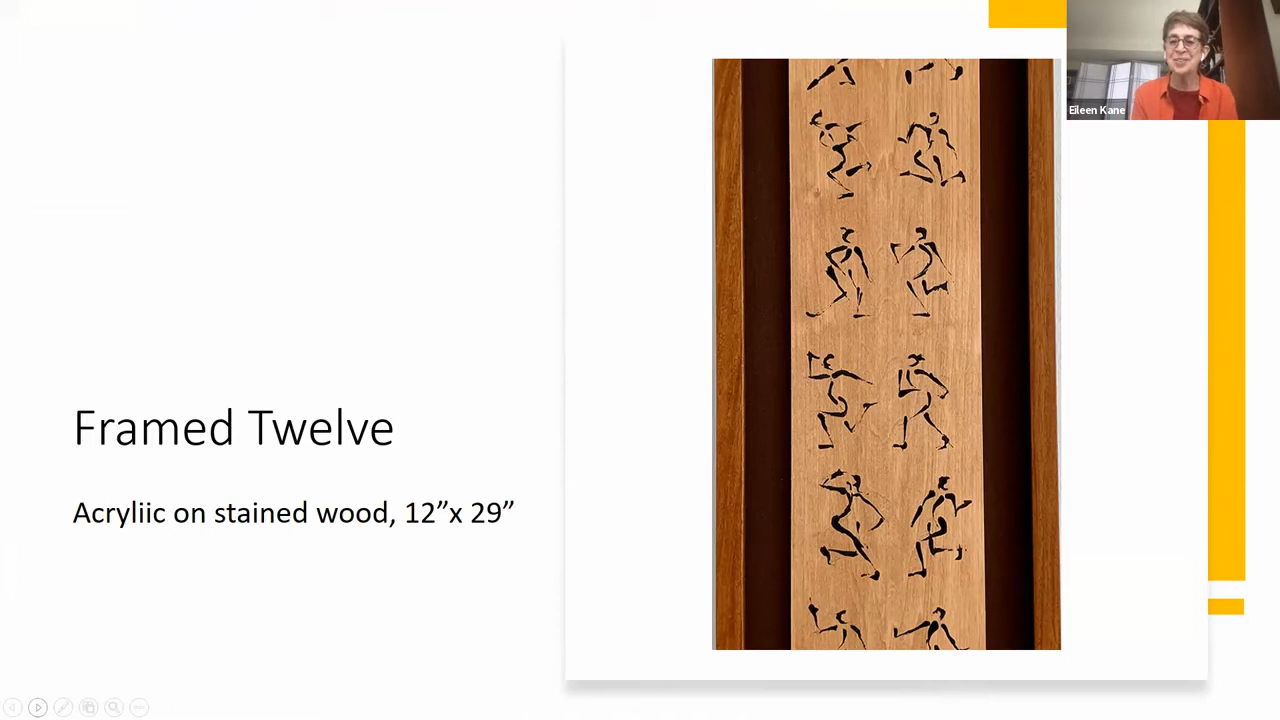 Eileen Kane
Framed Twelve
Acryliic on stained wood, 12”x 29”